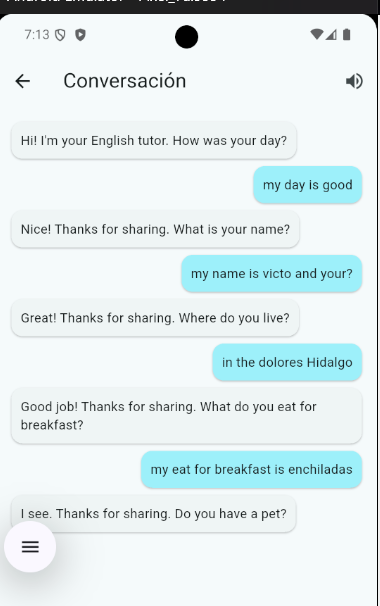 7:13
Conversación
Hi! I'm your English tutor. How was your day?
my day is good
Nice! Thanks for sharing. What is your name?
my name is victo and your?
Great! Thanks for sharing. Where do you live?
in the dolores Hidalgo
Good job! Thanks for sharing. What do you eat for
breakfast?
my eat for breakfast is enchiladas
I see. Thanks for sharing. Do you have a pet?